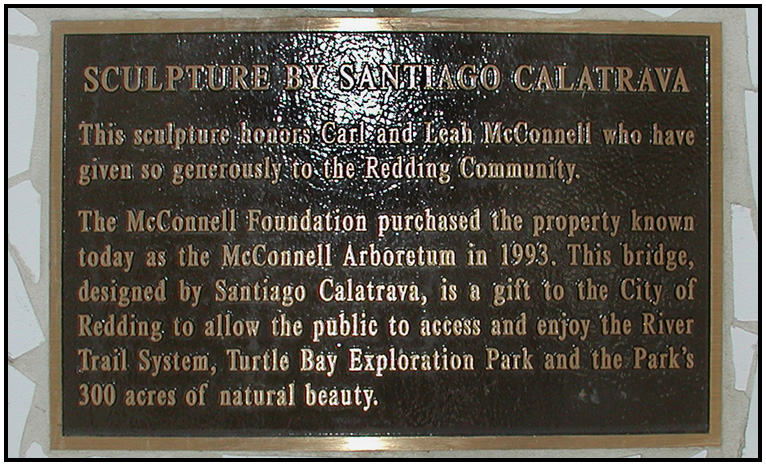 SCULPTURE BY SANTIAGO CALATRAVA
This sculpture honors Carl and Leah McConnell who have
given so generously to the Redding Community.
The McConnell Foundation purchased the property known
today as the McConnell Arboretum in 1993. This bridge,
designed by Santiago Calatrava, is a gift to the City of
Redding to allow the public to access and enjoy the River
Trail System, Turtle Bay Exploration Park and the Park's
300 acres of natural beauty.